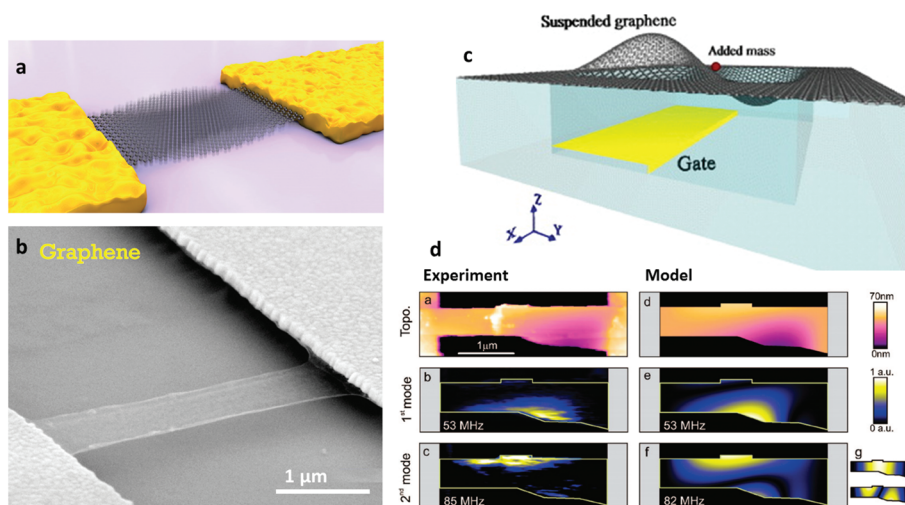 a
Suspended graphene
c
Added mass
Gate
Z
X
Y
b
Graphene
1 μm
d
Experiment
Model
Topo.
a
1μm
d
70nm
0nm
1st mode
b
53 MHz
e
53 MHz
1 a.u.
0 a.u.
2nd mode
c
85 MHz
f
82 MHz
g